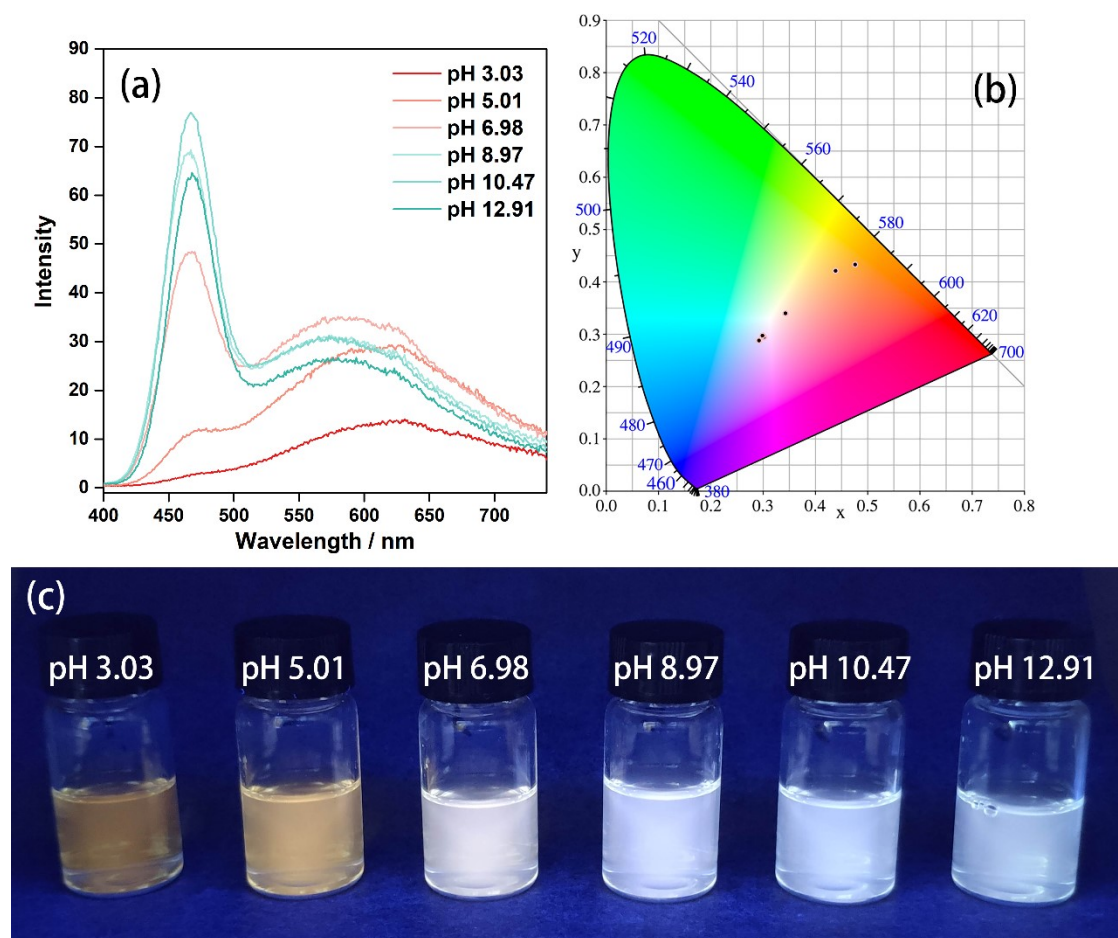 (a)
90
80
70
60
50
40
30
20
10
0
Intensity
400 450 500 550 600 650 700
Wavelength / nm
pH 3.03
pH 5.01
pH 6.98
pH 8.97
pH 10.47
pH 12.91
(b)
0.9
0.8
0.7
0.6
0.5
0.4
0.3
0.2
0.1
0.0
y
0.0 0.1 0.2 0.3 0.4 0.5 0.6 0.7 0.8
x
520
540
560
580
600
620
700
500
490
480
470
460
380
(c)
pH 3.03 pH 5.01 pH 6.98 pH 8.97 pH 10.47 pH 12.91